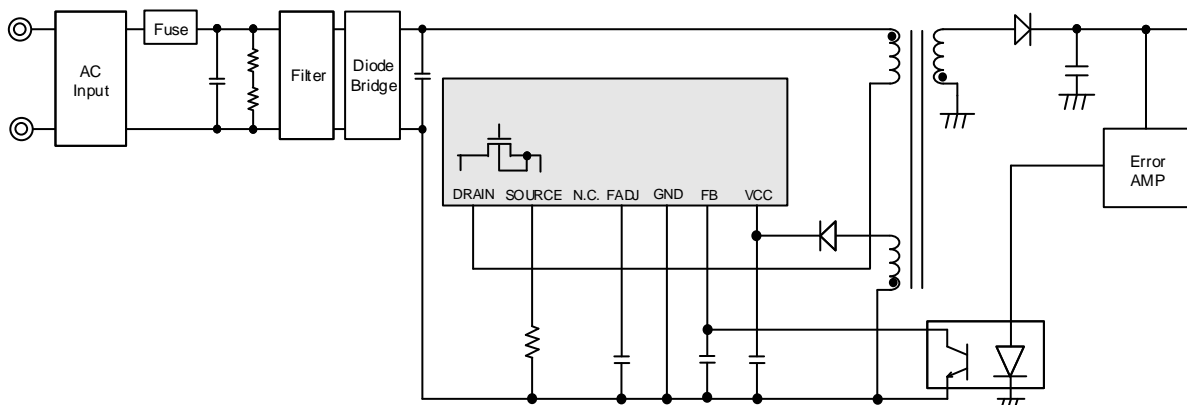 Fuse
AC
Input
Filter
Diode
Bridge
DRAIN SOURCE N.C. FADJ GND FB VCC
Error
AMP